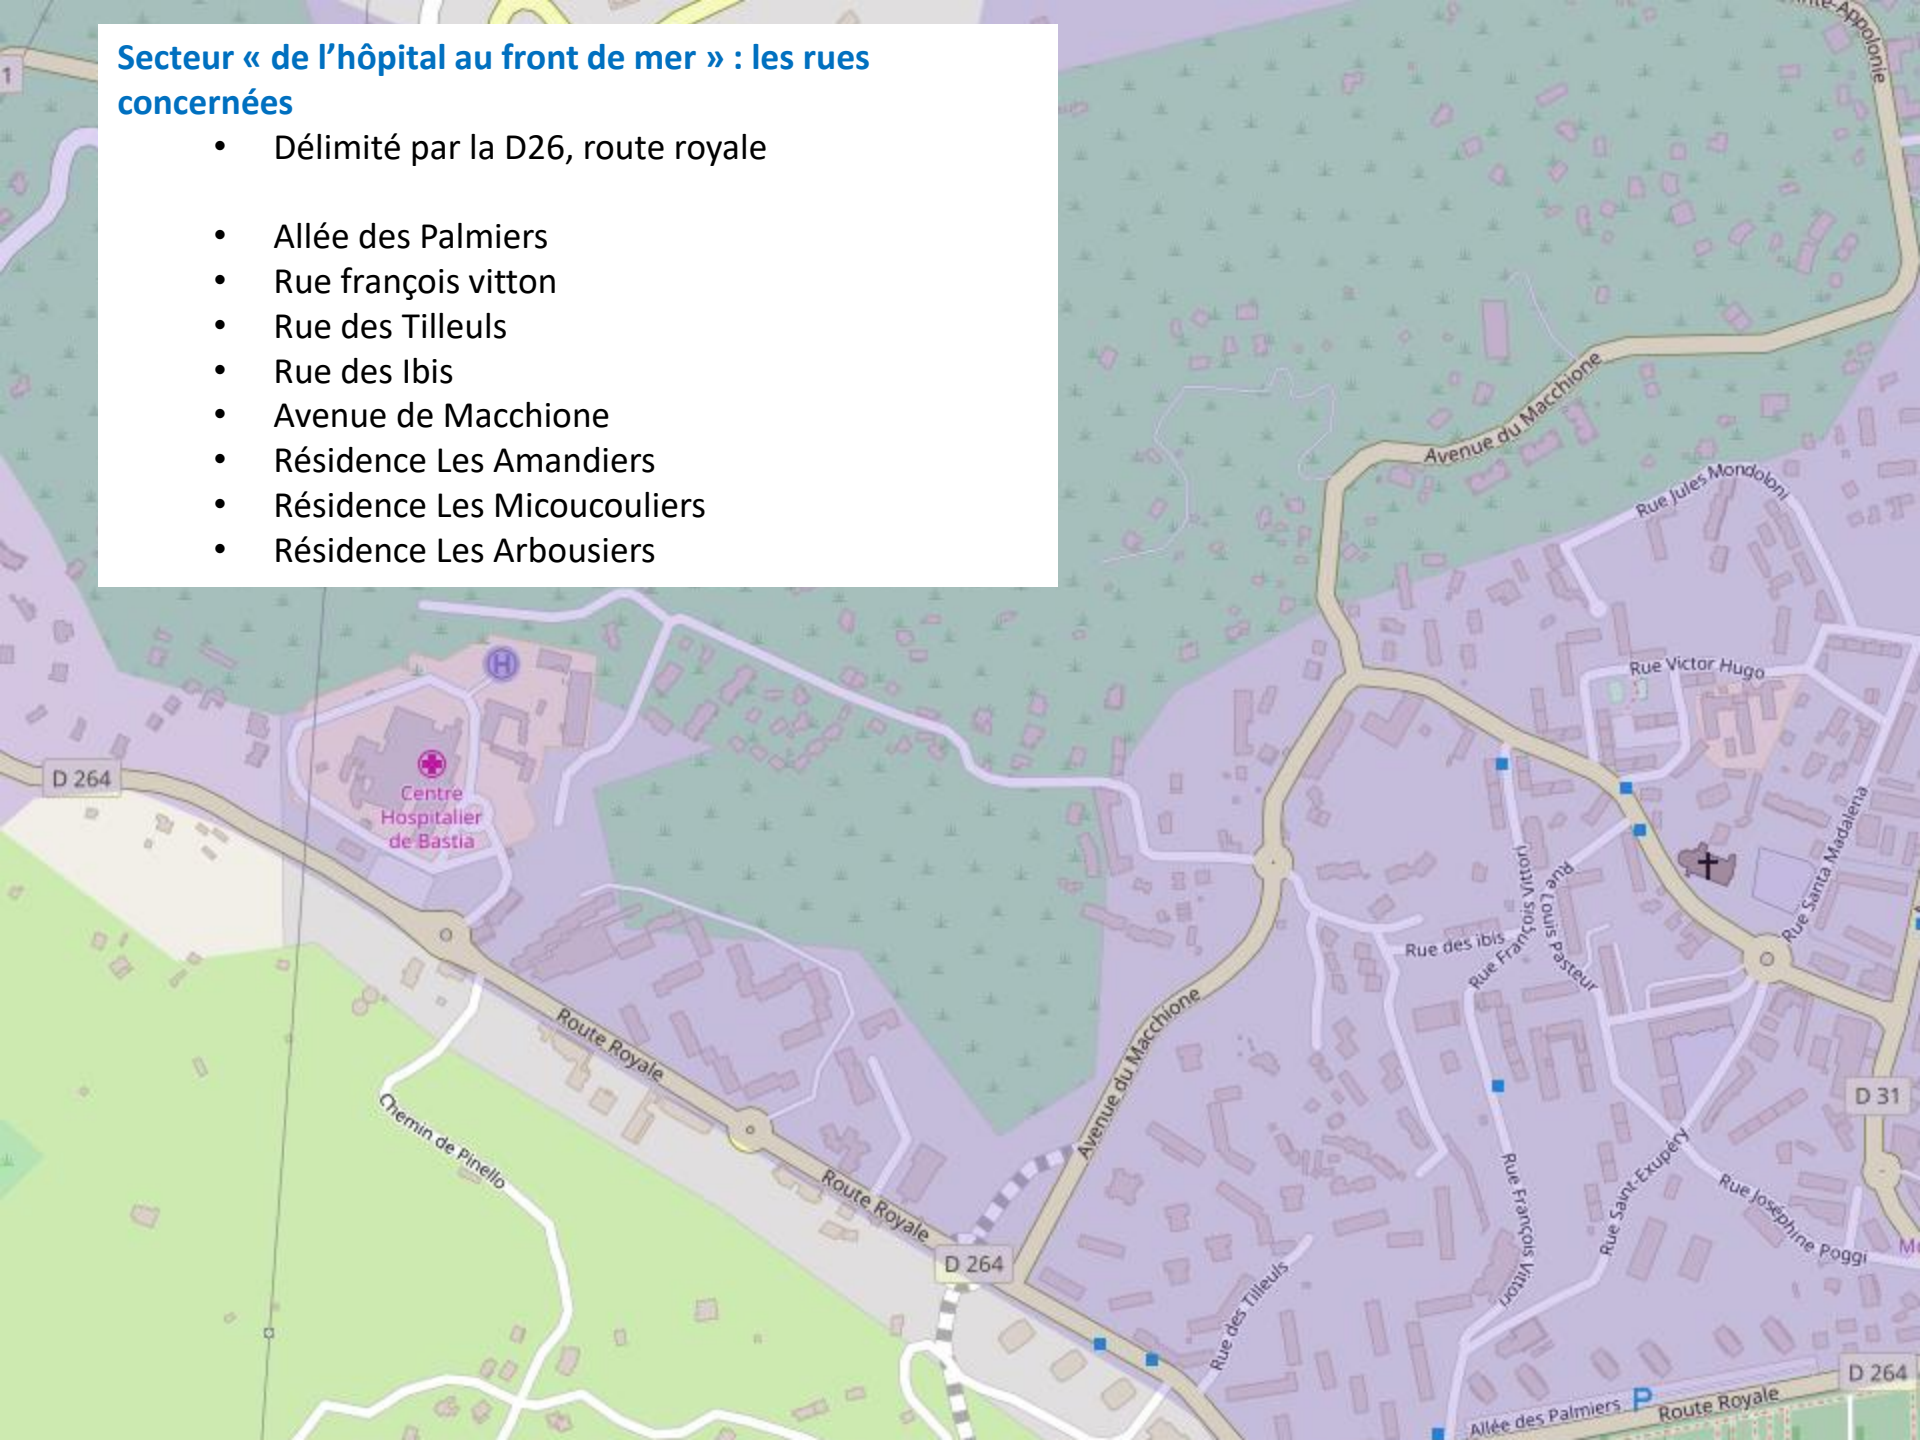 Secteur « de l’hôpital au front de mer » : les rues
concernées
• Délimité par la D26, route royale
• Allée des Palmiers
• Rue françois vitton
• Rue des Tilleuls
• Rue des Ibis
• Avenue de Macchione
• Résidence Les Amandiers
• Résidence Les Micoucouliers
• Résidence Les Arbousiers
1
Avenue du Macchione
Rue Jules Mondoloni
Rue Victor Hugo
H
D 264
Centre
Hospitalier
de Bastia
Rue Santa Madalena
Rue François Vittori
Rue Louis Pasteur
Rue des ibis
Route Royale
Avenue du Macchione
Chemin de Pinello
D 31
Route Royale
Rue François Vittori
Rue Saint-Exupéry
Rue Joséphine Poggi
D 264
Rue des Tilleuls
D 264
Allée des Palmiers
P
Route Royale